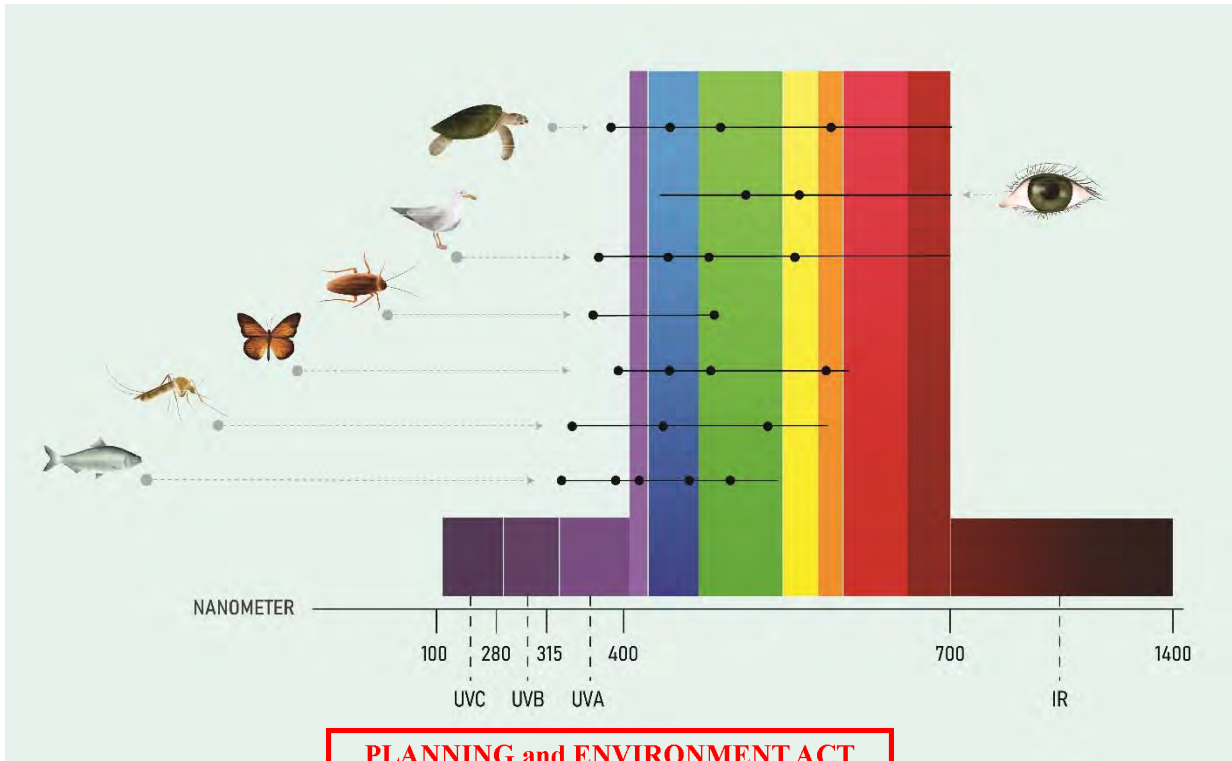 NANOMETER
100 280 315 400 700 1400
UVC UVB UVA IR
PLANNING and ENVIRONMENT ACT